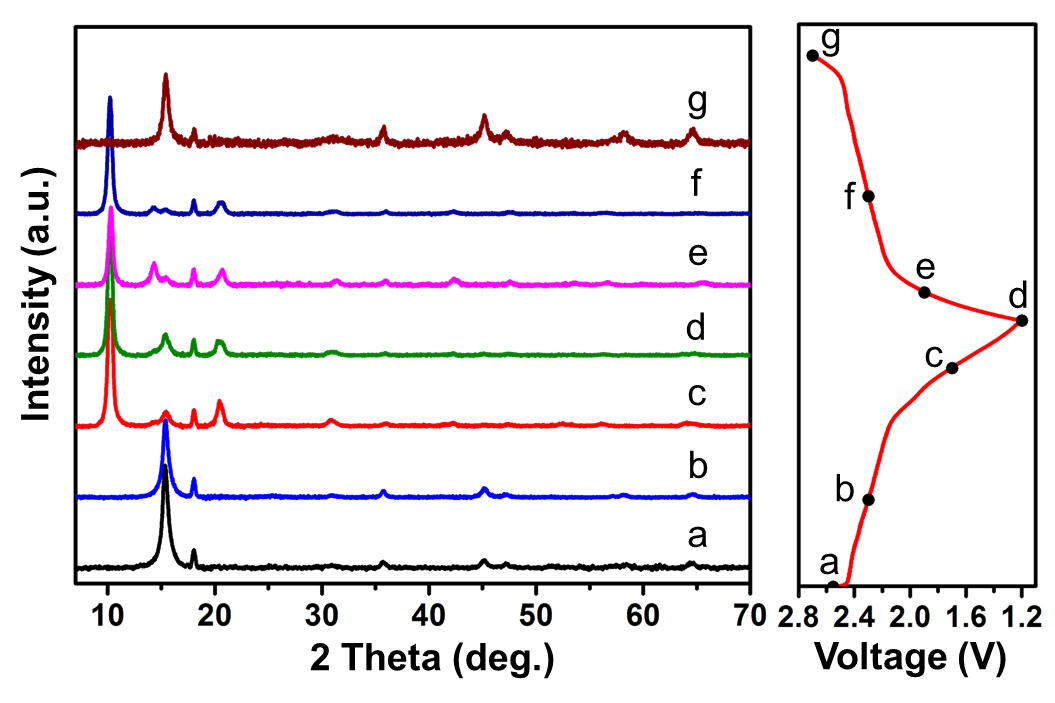 g
f
e
d
c
b
a
10 20 30 40 50 60 70
2 Theta (deg.)
Intensity (a.u.)
g
f
e
d
c
b
a
2.8 2.4 2.0 1.6 1.2
Voltage (V)